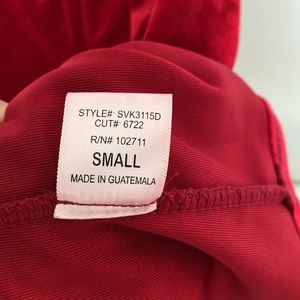 STYLE#: SVK3115D
CUT#: 6722
R/N# 102711
SMALL
MADE IN GUATEMALA